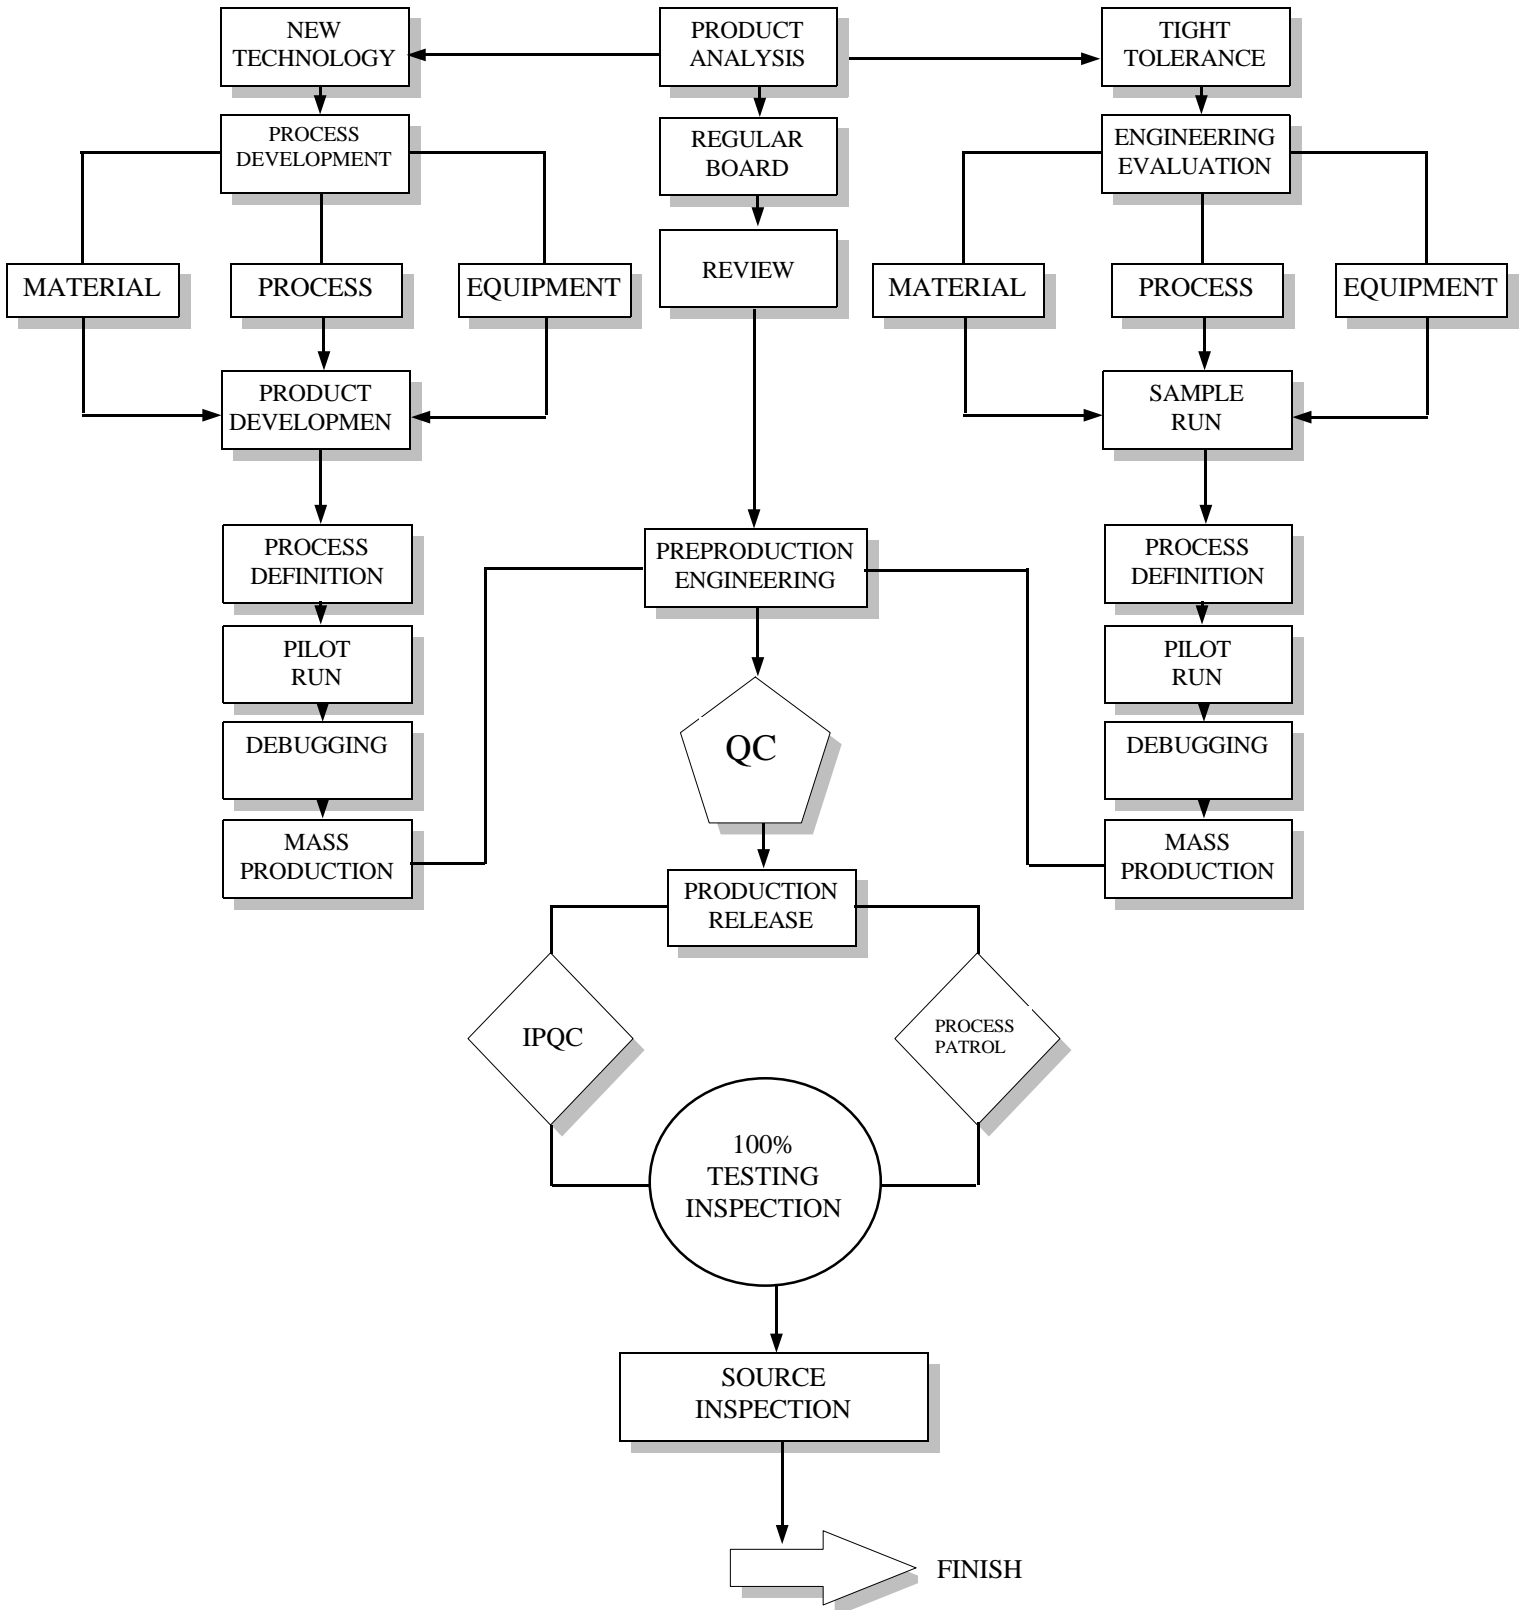 NEW
TECHNOLOGY
PRODUCT
ANALYSIS
TIGHT
TOLERANCE
PROCESS
DEVELOPMENT
REGULAR
BOARD
ENGINEERING
EVALUATION
REVIEW
MATERIAL
PROCESS
EQUIPMENT
MATERIAL
PROCESS
EQUIPMENT
PRODUCT
DEVELOPMEN
SAMPLE
RUN
PROCESS
DEFINITION
PREPRODUCTION
ENGINEERING
PROCESS
DEFINITION
PILOT
RUN
PILOT
RUN
DEBUGGING
QC
DEBUGGING
MASS
PRODUCTION
MASS
PRODUCTION
PRODUCTION
RELEASE
IPQC
PROCESS
PATROL
100%
TESTING
INSPECTION
SOURCE
INSPECTION
FINISH